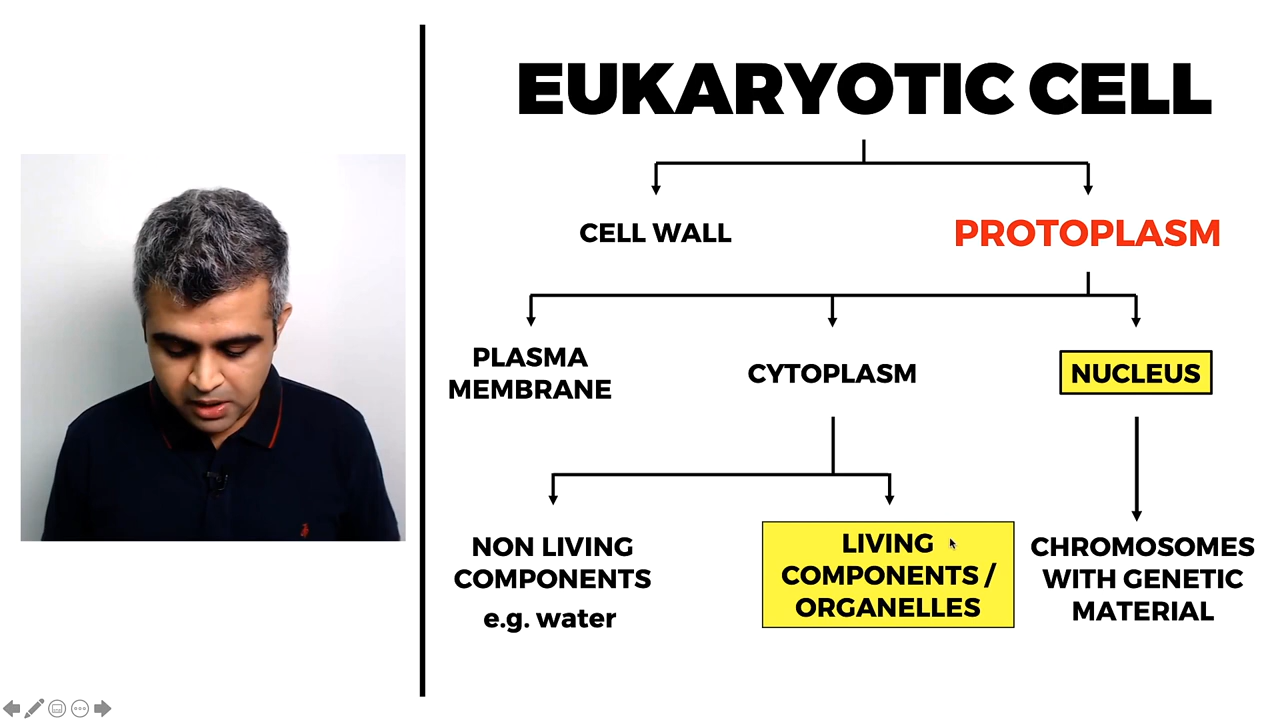 EUKARYOTIC CELL
CELL WALL
PROTOPLASM
PLASMA
MEMBRANE
CYTOPLASM
NUCLEUS
NON LIVING
COMPONENTS
e.g. water
LIVING
COMPONENTS /
ORGANELLES
CHROMOSOMES
WITH GENETIC
MATERIAL